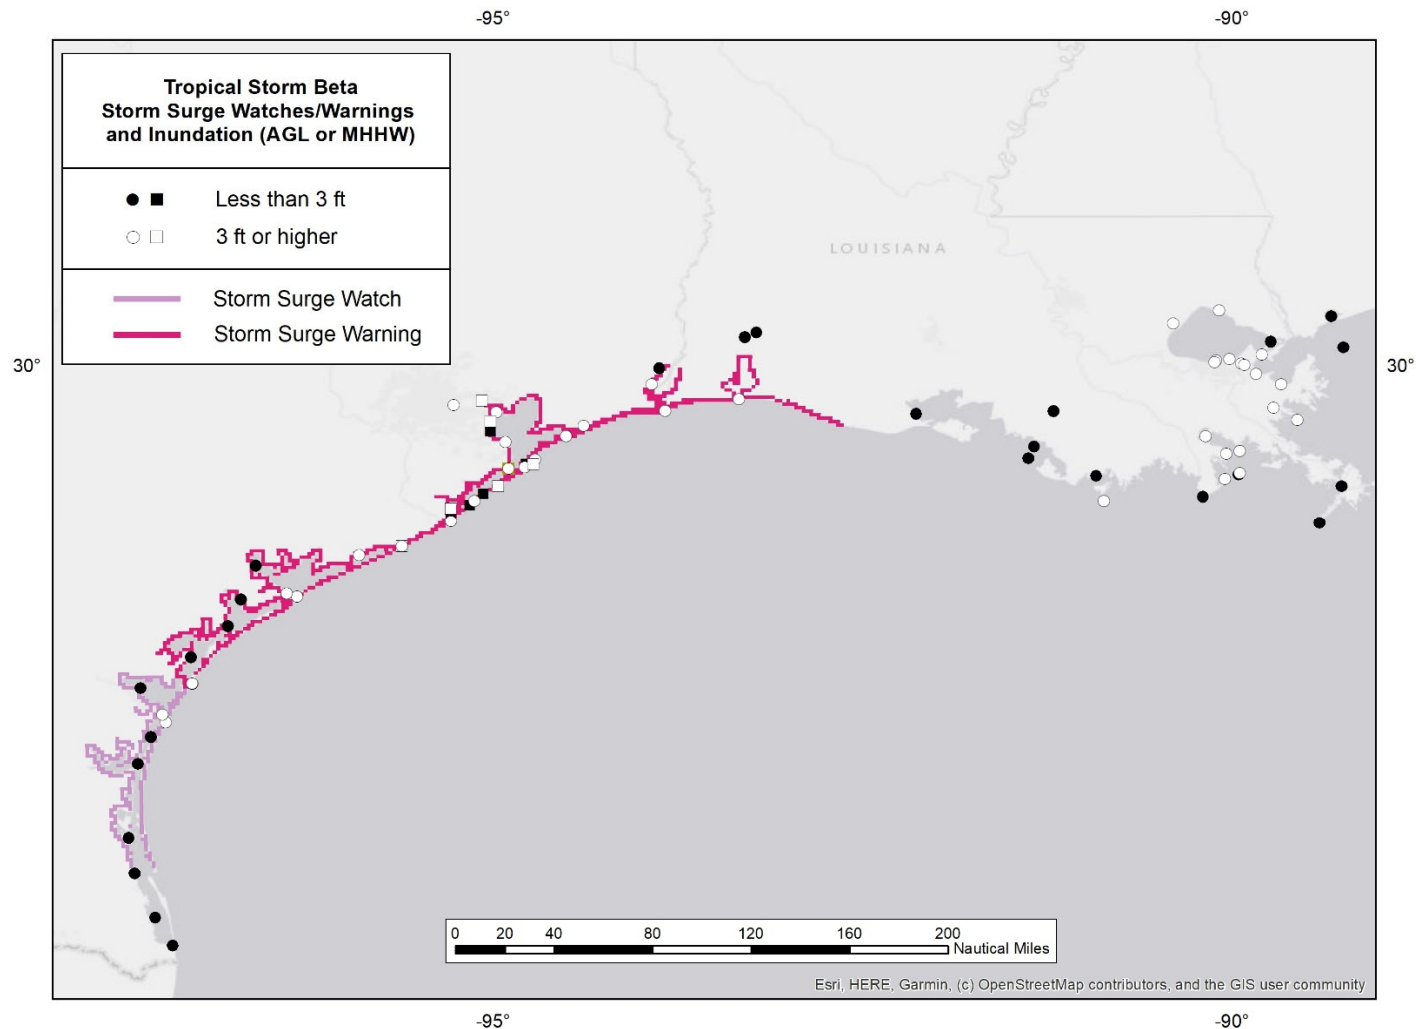 -95°
-90°
Tropical Storm Beta
Storm Surge Watches/Warnings
and Inundation (AGL or MHHW)
Less than 3 ft
3 ft or higher
Storm Surge Watch
Storm Surge Warning
LOUISIANA
30°
30°
0 20 40 80 120 160 200
Nautical Miles
Esri, HERE, Garmin, (c) OpenStreetMap contributors, and the GIS user community
-95°
-90°